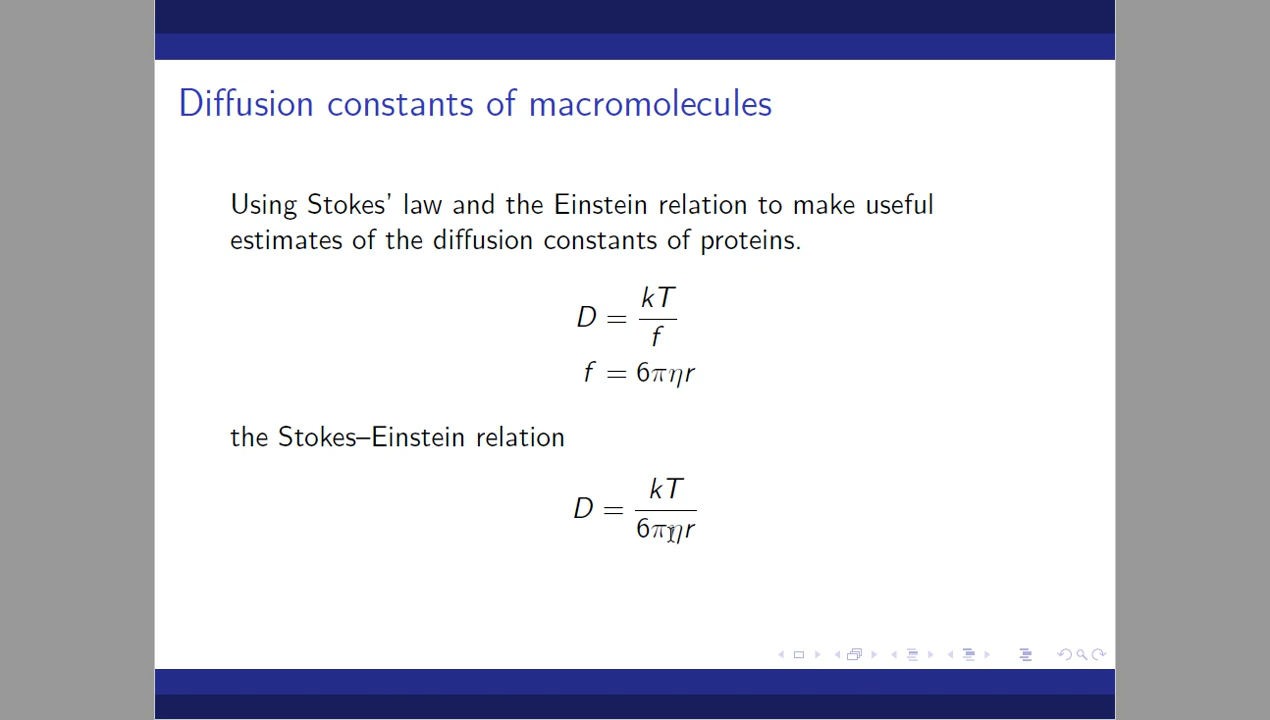 Diffusion constants of macromolecules
Using Stokes' law and the Einstein relation to make useful
estimates of the diffusion constants of proteins.
D = kT / f
f = 6πηr
the Stokes–Einstein relation
D = kT / 6πηr